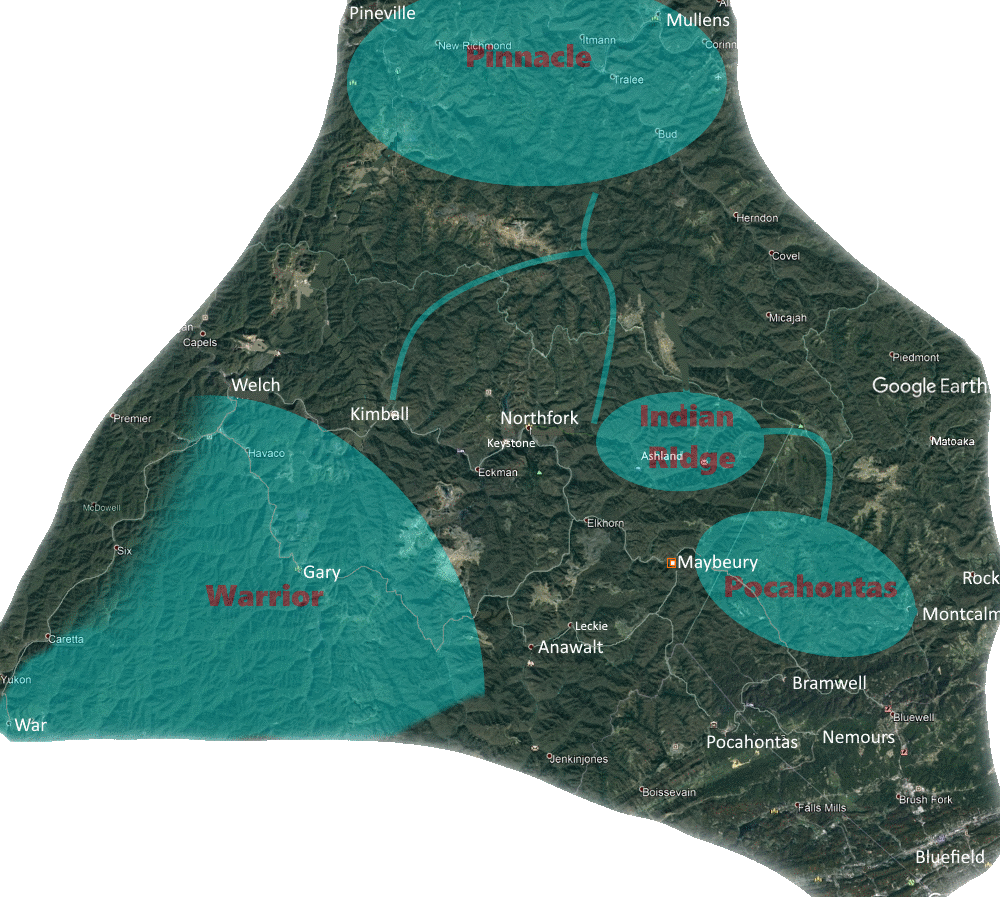 Pineville
Mullens
Itmann
New Richmond
Corinn
Pinnacle
Tralee
Bud
Herndon
Covel
Micajah
Capels
Piedmont
Welch
Google Earth
Kimball
Premier
Northfork
Indian
Ridge
Matoaka
Keystone
Havaco
Ashland
Eckman
McDowell
Elkhorn
Six
Maybeury
Gary
Rock
Pocahontas
Warrior
Montcalm
Leckie
Caretta
Anawalt
Yukon
Bramwell
War
Bluewell
Nemours
Pocahontas
Jenkinjones
Boissevain
Brush Fork
Falls Mills
Bluefield